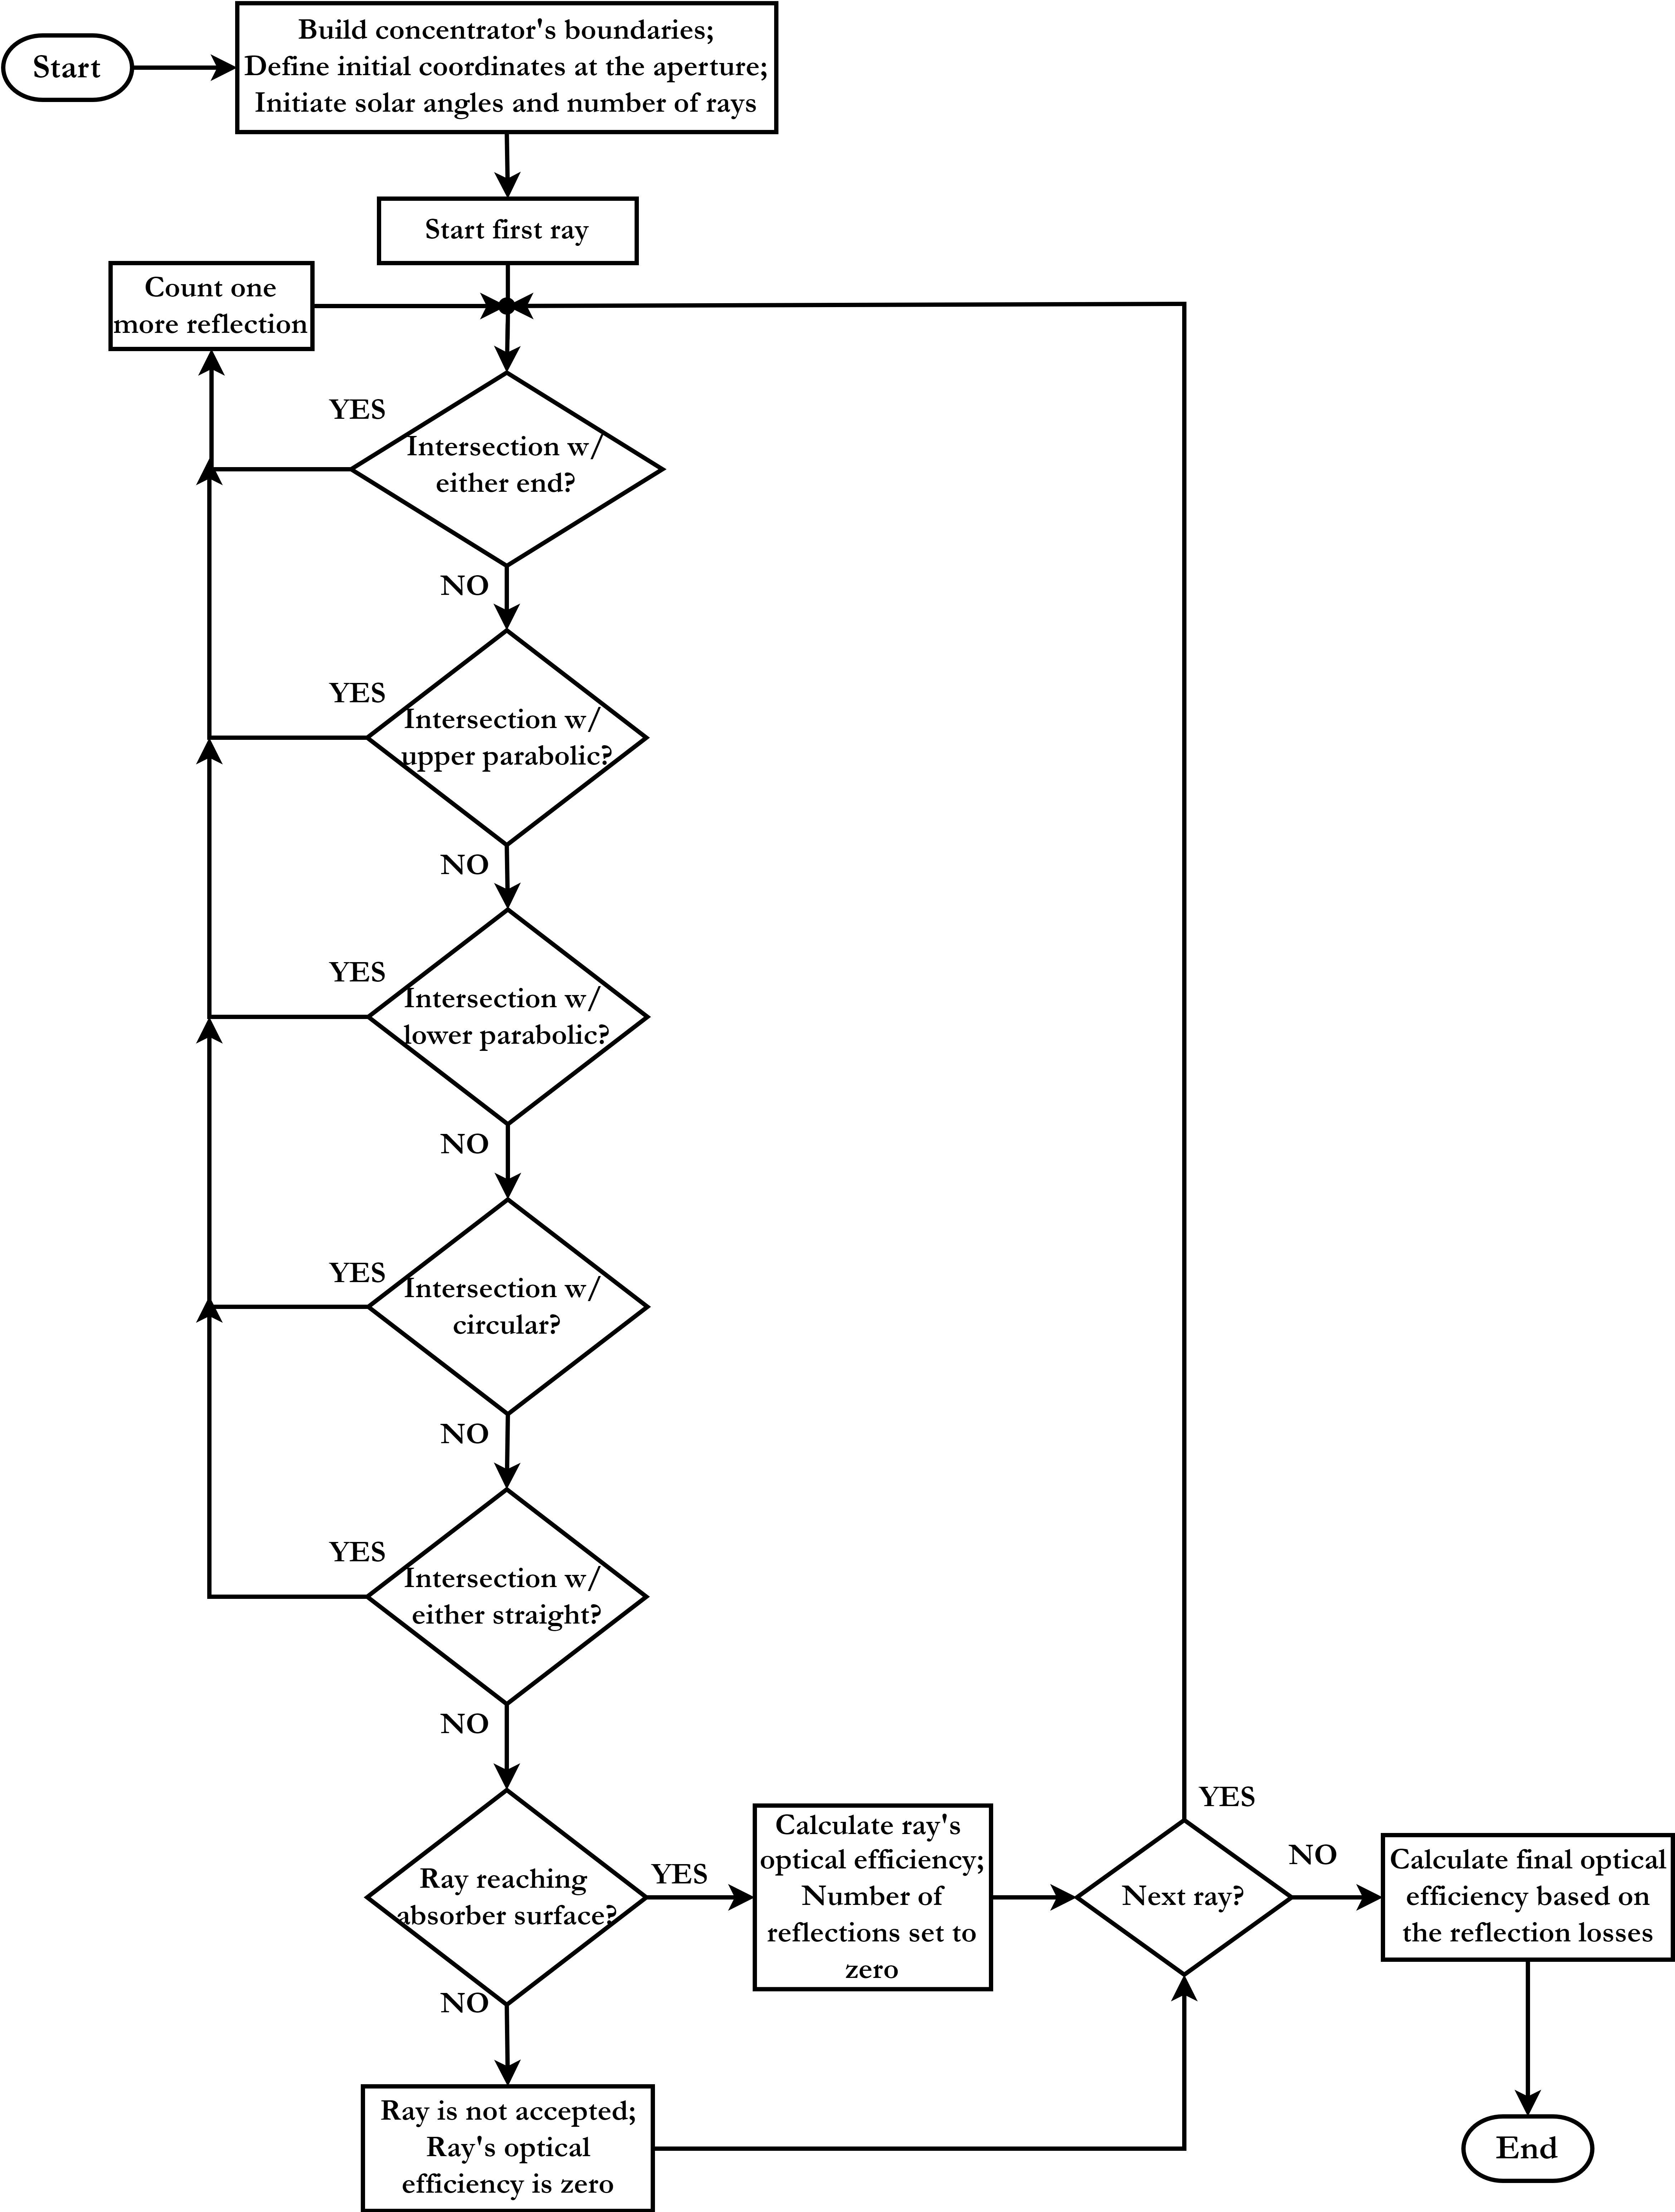 Start
Build concentrator's boundaries;
Define initial coordinates at the aperture;
Initiate solar angles and number of rays
Start first ray
Count one
more reflection
YES
Intersection w/
either end?
NO
YES
Intersection w/
upper parabolic?
NO
YES
Intersection w/
lower parabolic?
NO
YES
Intersection w/
circular?
NO
YES
Intersection w/
either straight?
NO
Ray reaching
absorber surface?
YES
Calculate ray's
optical efficiency;
Number of
reflections set to
zero
Next ray?
YES
NO
Calculate final optical
efficiency based on
the reflection losses
NO
Ray is not accepted;
Ray's optical
efficiency is zero
End